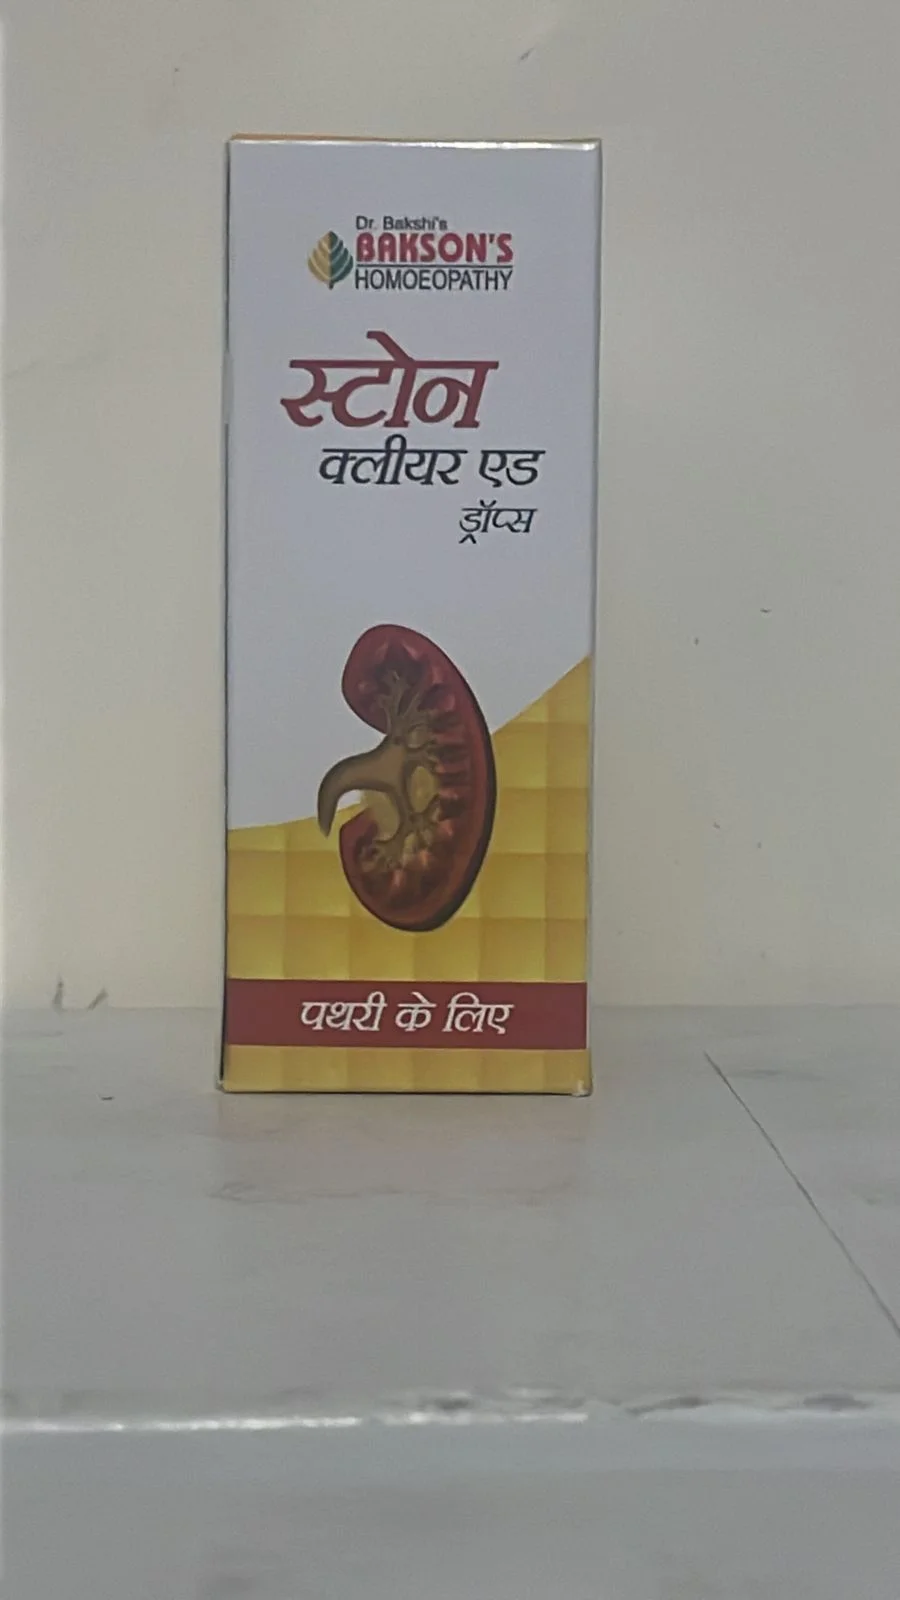 Dr. Bakshi's
BAKSON'S
HOMOEOPATHY
स्टोन
क्लीयर एड
ड्रॉप्स
पथरी के लिए